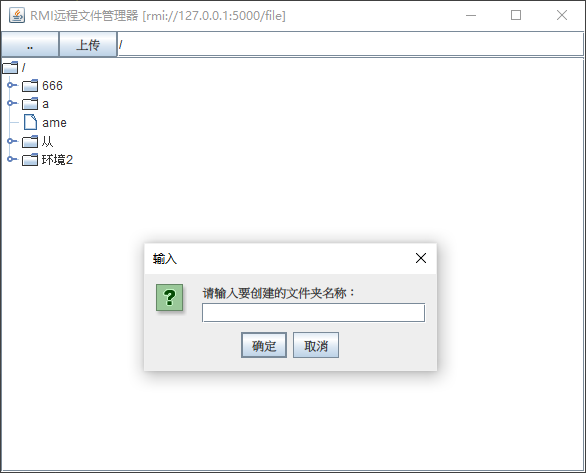 RMI远程文件管理器 [rmi://127.0.0.1:5000/file]
.. 上传 /
/
666
a
ame
从
环境2
输入
请输入要创建的文件夹名称：
确定 取消